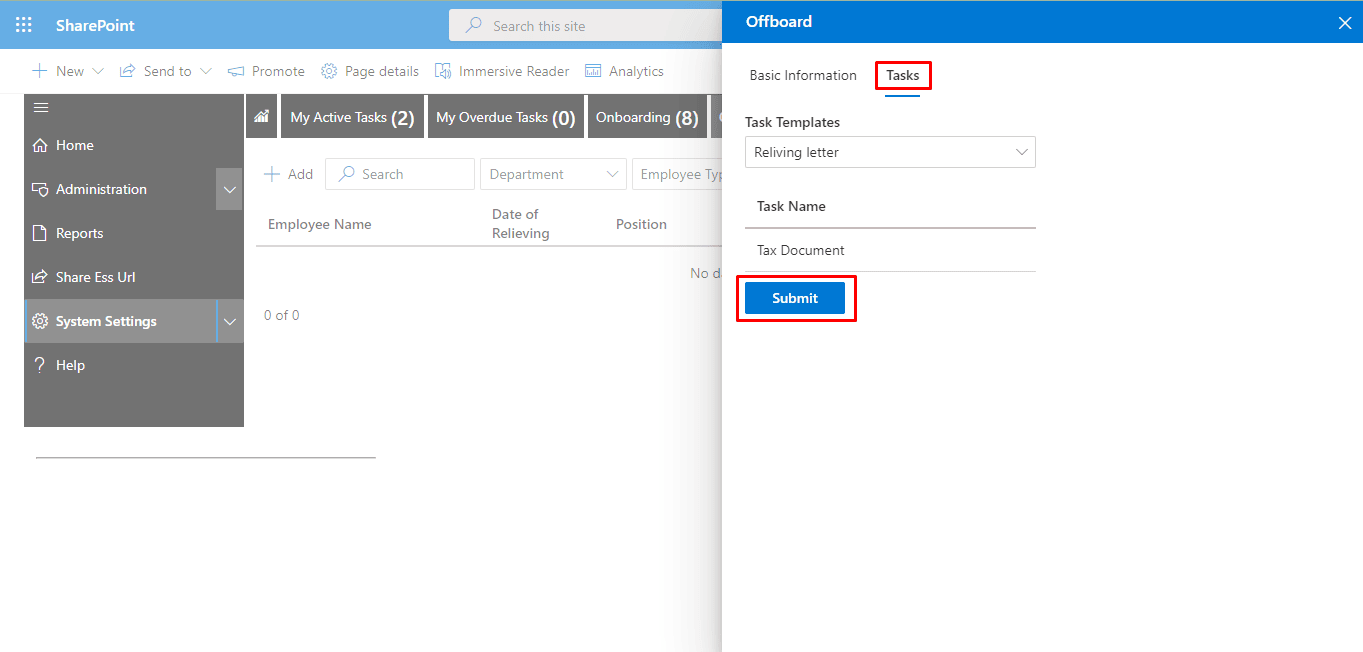 SharePoint
Search this site
New
Send to
Promote
Page details
Immersive Reader
Analytics
Home
Administration
Reports
Share Ess Url
System Settings
Help
My Active Tasks (2)
My Overdue Tasks (0)
Onboarding (8)
Add
Search
Department
Employee Typ
Employee Name
Date of
Relieving
Position
No
0 of 0
Offboard
Basic Information
Tasks
Task Templates
Reliving letter
Task Name
Tax Document
Submit